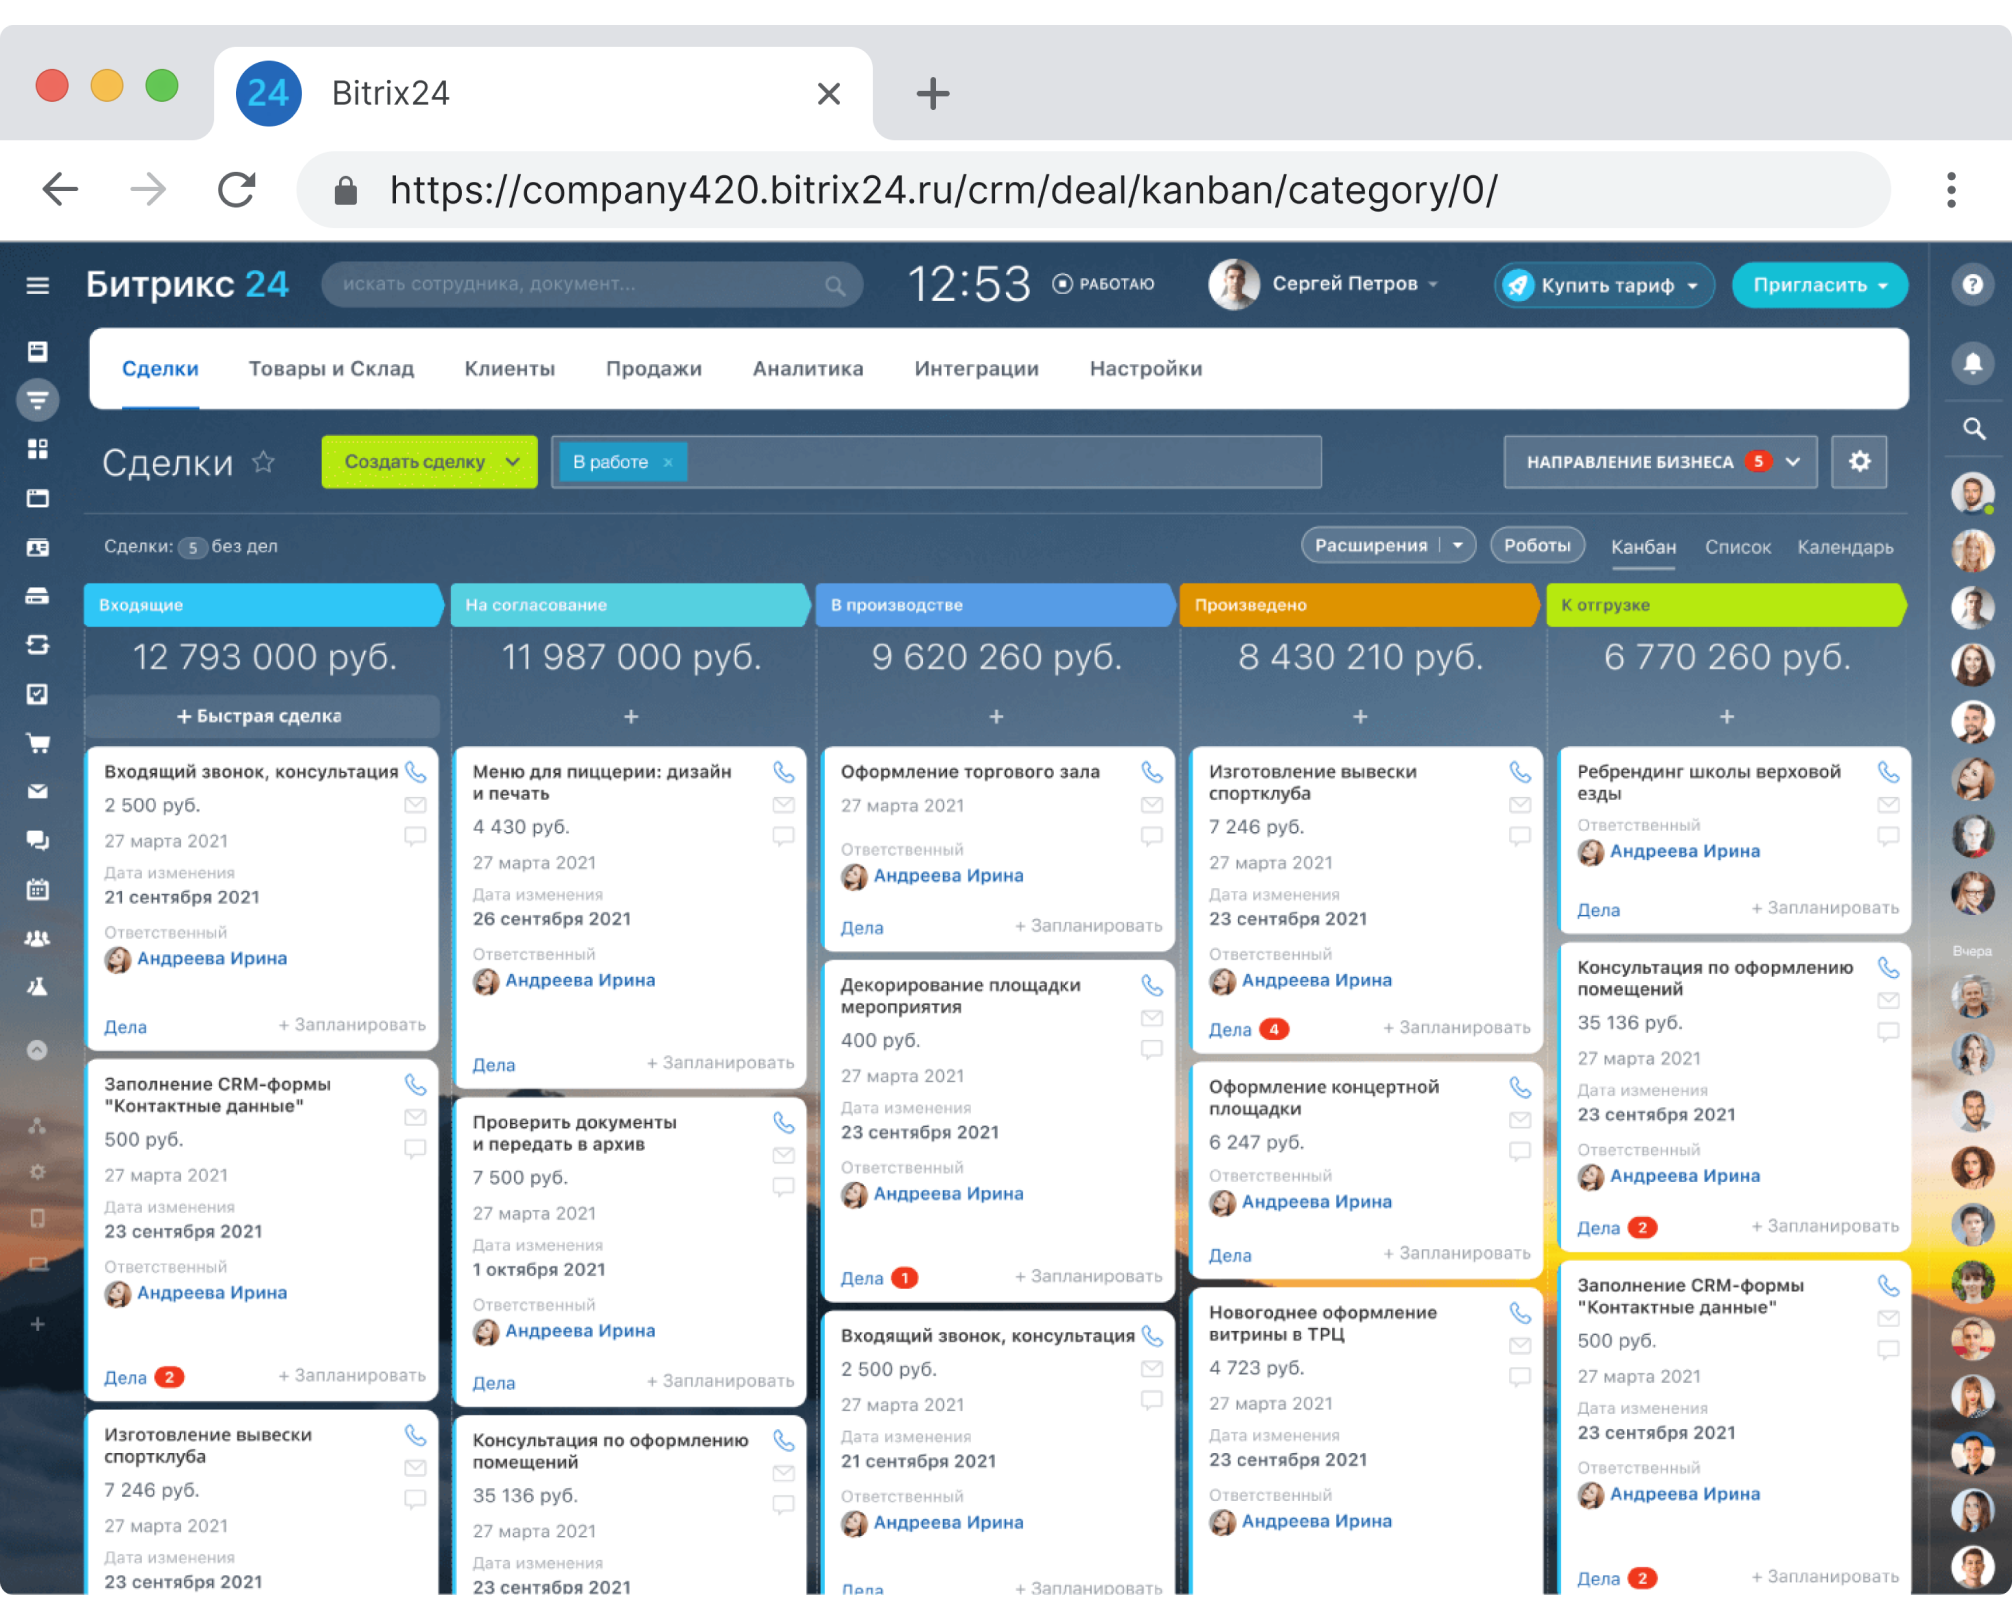 24 Bitrix24
https://company420.bitrix24.ru/crm/deal/kanban/category/0/
Битрикс 24
искать сотрудника, документ...
12:53
РАБОТАЮ
Сергей Петров
Купить тариф
Пригласить
?
Сделки
Товары и Склад
Клиенты
Продажи
Аналитика
Интеграции
Настройки
Сделки
Создать сделку
В работе ×
НАПРАВЛЕНИЕ БИЗНЕСА 5
Сделки: 5 без дел
Расширения
Роботы
Канбан
Список
Календарь
Входящие
12 793 000 руб.
+ Быстрая сделка
Входящий звонок, консультация
2 500 руб.
27 марта 2021
Дата изменения
21 сентября 2021
Ответственный
Андреева Ирина
Дела
+ Запланировать
Заполнение CRM-формы
"Контактные данные"
500 руб.
27 марта 2021
Дата изменения
23 сентября 2021
Ответственный
Андреева Ирина
Дела 2
+ Запланировать
Изготовление вывески
спортклуба
7 246 руб.
27 марта 2021
Дата изменения
23 сентября 2021
На согласование
11 987 000 руб.
+
Меню для пиццерии: дизайн
и печать
4 430 руб.
27 марта 2021
Дата изменения
26 сентября 2021
Ответственный
Андреева Ирина
Дела
+ Запланировать
Проверить документы
и передать в архив
7 500 руб.
27 марта 2021
Дата изменения
1 октября 2021
Ответственный
Андреева Ирина
Дела
+ Запланировать
Консультация по оформлению
помещений
35 136 руб.
27 марта 2021
Дата изменения
23 сентября 2021
В производстве
9 620 260 руб.
+
Оформление торгового зала
27 марта 2021
Ответственный
Андреева Ирина
Дела
+ Запланировать
Декорирование площадки
мероприятия
400 руб.
27 марта 2021
Дата изменения
23 сентября 2021
Ответственный
Андреева Ирина
Дела 1
+ Запланировать
Входящий звонок, консультация
2 500 руб.
27 марта 2021
Дата изменения
21 сентября 2021
Ответственный
Андреева Ирина
Дела
+ Запланировать
Произведено
8 430 210 руб.
+
Изготовление вывески
спортклуба
7 246 руб.
27 марта 2021
Дата изменения
23 сентября 2021
Ответственный
Андреева Ирина
Дела 4
+ Запланировать
Оформление концертной
площадки
6 247 руб.
Ответственный
Андреева Ирина
Дела
+ Запланировать
Новогоднее оформление
витрины в ТРЦ
4 723 руб.
27 марта 2021
Дата изменения
23 сентября 2021
Ответственный
Андреева Ирина
К отгрузке
6 770 260 руб.
+
Ребрендинг школы верховой
езды
Ответственный
Андреева Ирина
Дела
+ Запланировать
Консультация по оформлению
помещений
35 136 руб.
27 марта 2021
Дата изменения
23 сентября 2021
Ответственный
Андреева Ирина
Дела 2
+ Запланировать
Заполнение CRM-формы
"Контактные данные"
500 руб.
27 марта 2021
Дата изменения
23 сентября 2021
Ответственный
Андреева Ирина
Дела 2
+ Запланировать
Вчера